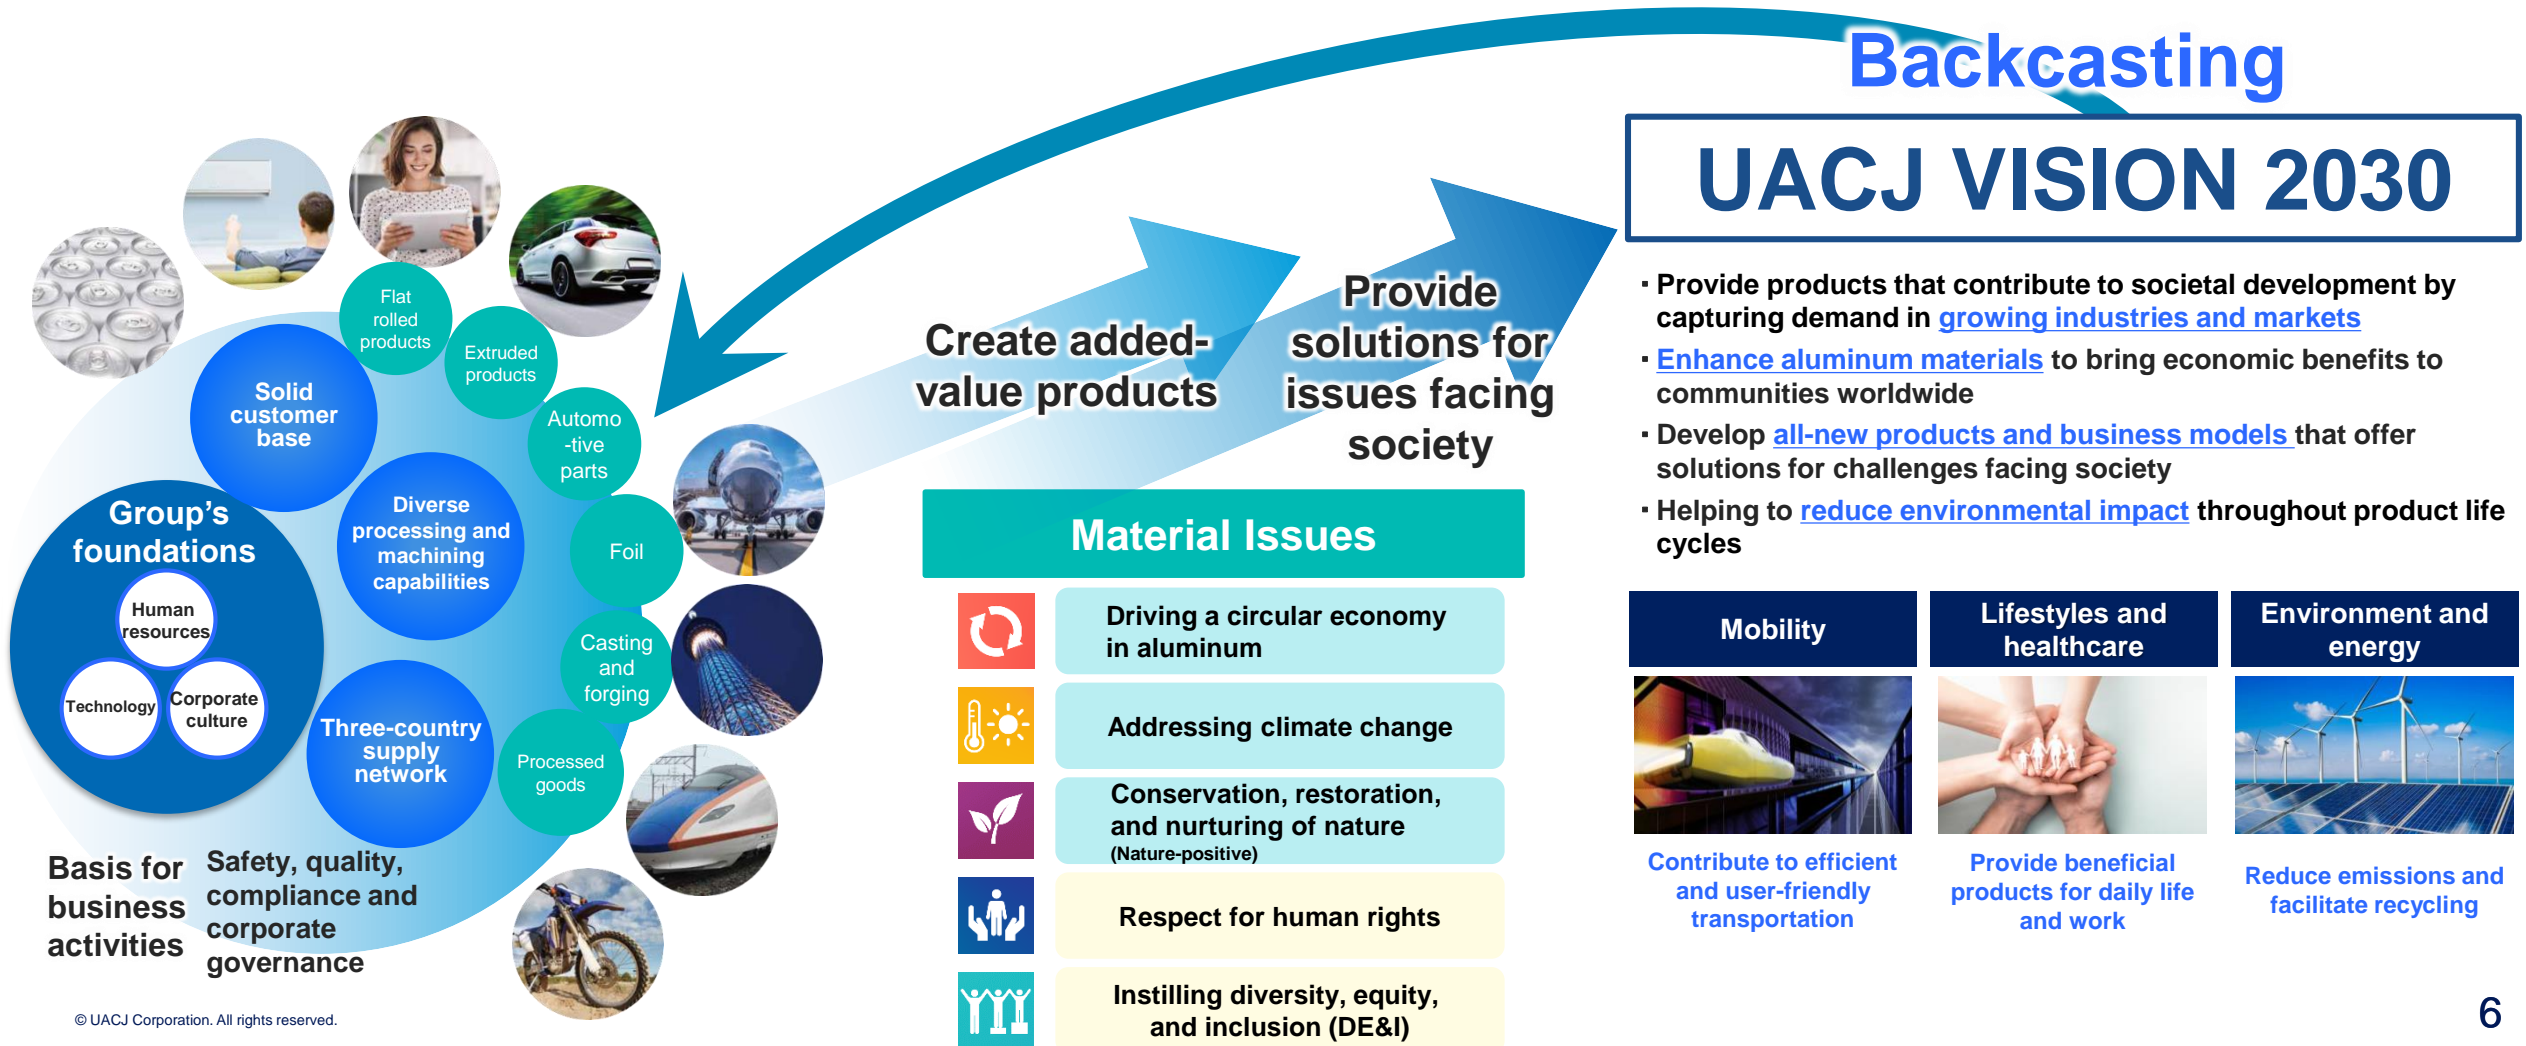 Backcasting
UACJ VISION 2030
Flat
rolled
products
Extruded
products
Automo
-tive
parts
Foil
Casting
and
forging
Processed
goods
Solid
customer
base
Diverse
processing and
machining
capabilities
Three-country
supply
network
Group's
foundations
Human
resources
Technology
Corporate
culture
Basis for
business
activities
Safety, quality,
compliance and
corporate
governance
Create added-
value products
Provide
solutions for
issues facing
society
Material Issues
Driving a circular economy
in aluminum
Addressing climate change
Conservation, restoration,
and nurturing of nature
(Nature-positive)
Respect for human rights
Instilling diversity, equity,
and inclusion (DE&I)
· Provide products that contribute to societal development by
capturing demand in growing industries and markets
· Enhance aluminum materials to bring economic benefits to
communities worldwide
· Develop all-new products and business models that offer
solutions for challenges facing society
· Helping to reduce environmental impact throughout product life
cycles
Mobility
Contribute to efficient
and user-friendly
transportation
Lifestyles and
healthcare
Provide beneficial
products for daily life
and work
Environment and
energy
Reduce emissions and
facilitate recycling
© UACJ Corporation. All rights reserved.
6